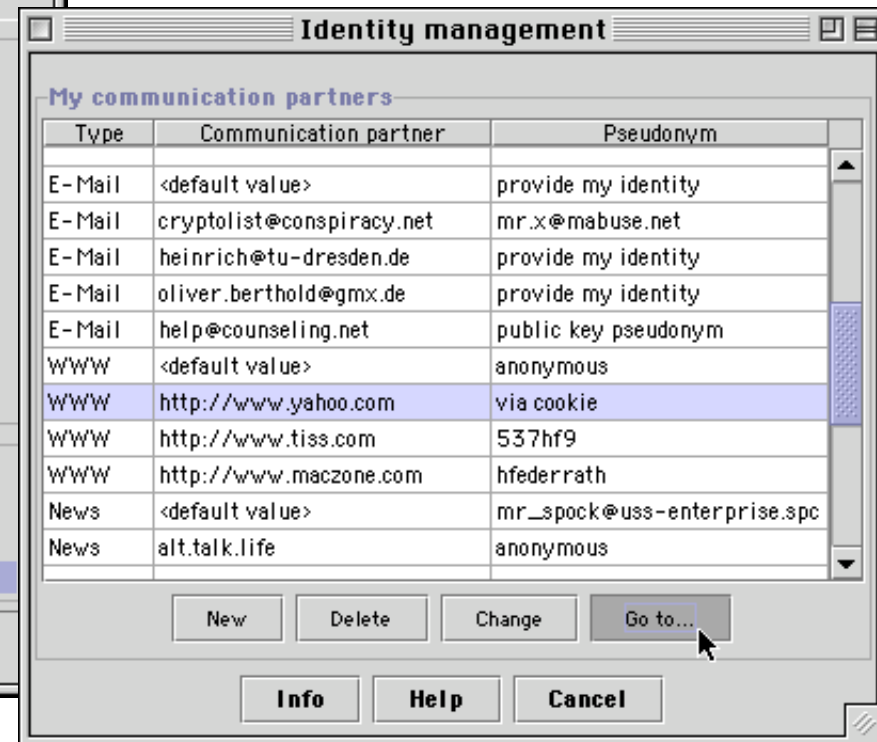 Identity management
My communication partners
Type Communication partner Pseudonym
E-Mail <default value> provide my identity
E-Mail cryptolist@conspiracy.net mr.x@mabuse.net
E-Mail heinrich@tu-dresden.de provide my identity
E-Mail oliver.berthold@gmx.de provide my identity
E-Mail help@counseling.net public key pseudonym
WWW <default value> anonymous
WWW http://www.yahoo.com via cookie
WWW http://www.tiss.com 537hf9
WWW http://www.maczone.com hfederrath
News <default value> mr_spock@uss-enterprise.spc
News alt.talk.life anonymous
New Delete Change Go to...
Info Help Cancel